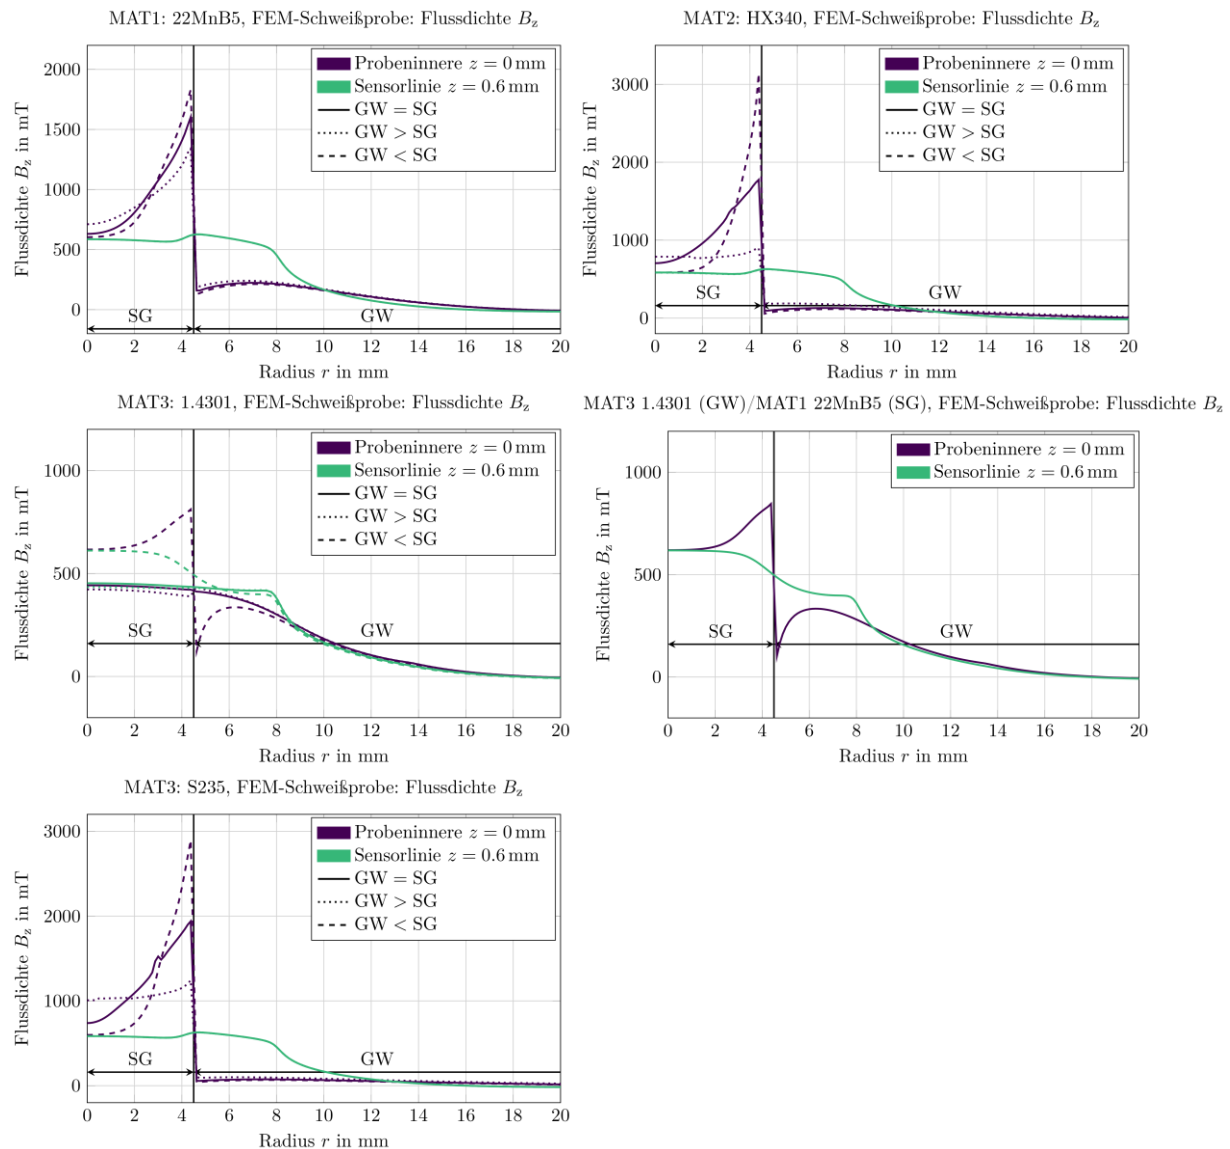 MAT1: 22MnB5, FEM-Schweißprobe: Flussdichte Bz
Flussdichte Bz in mT
2000
1500
1000
500
0
Probeninnere z = 0 mm
Sensorlinie z = 0.6 mm
GW = SG
GW > SG
GW < SG
SG
GW
0 2 4 6 8 10 12 14 16 18 20
Radius r in mm
MAT2: HX340, FEM-Schweißprobe: Flussdichte Bz
Flussdichte Bz in mT
3000
2000
1000
0
Probeninnere z = 0 mm
Sensorlinie z = 0.6 mm
GW = SG
GW > SG
GW < SG
SG
GW
0 2 4 6 8 10 12 14 16 18 20
Radius r in mm
MAT3: 1.4301, FEM-Schweißprobe: Flussdichte Bz
Flussdichte Bz in mT
1000
500
0
Probeninnere z = 0 mm
Sensorlinie z = 0.6 mm
GW = SG
GW > SG
GW < SG
SG
GW
0 2 4 6 8 10 12 14 16 18 20
Radius r in mm
MAT3 1.4301 (GW)/MAT1 22MnB5 (SG), FEM-Schweißprobe: Flussdichte Bz
Flussdichte Bz in mT
1000
500
0
Probeninnere z = 0 mm
Sensorlinie z = 0.6 mm
SG
GW
0 2 4 6 8 10 12 14 16 18 20
Radius r in mm
MAT3: S235, FEM-Schweißprobe: Flussdichte Bz
Flussdichte Bz in mT
3000
2000
1000
0
Probeninnere z = 0 mm
Sensorlinie z = 0.6 mm
GW = SG
GW > SG
GW < SG
SG
GW
0 2 4 6 8 10 12 14 16 18 20
Radius r in mm